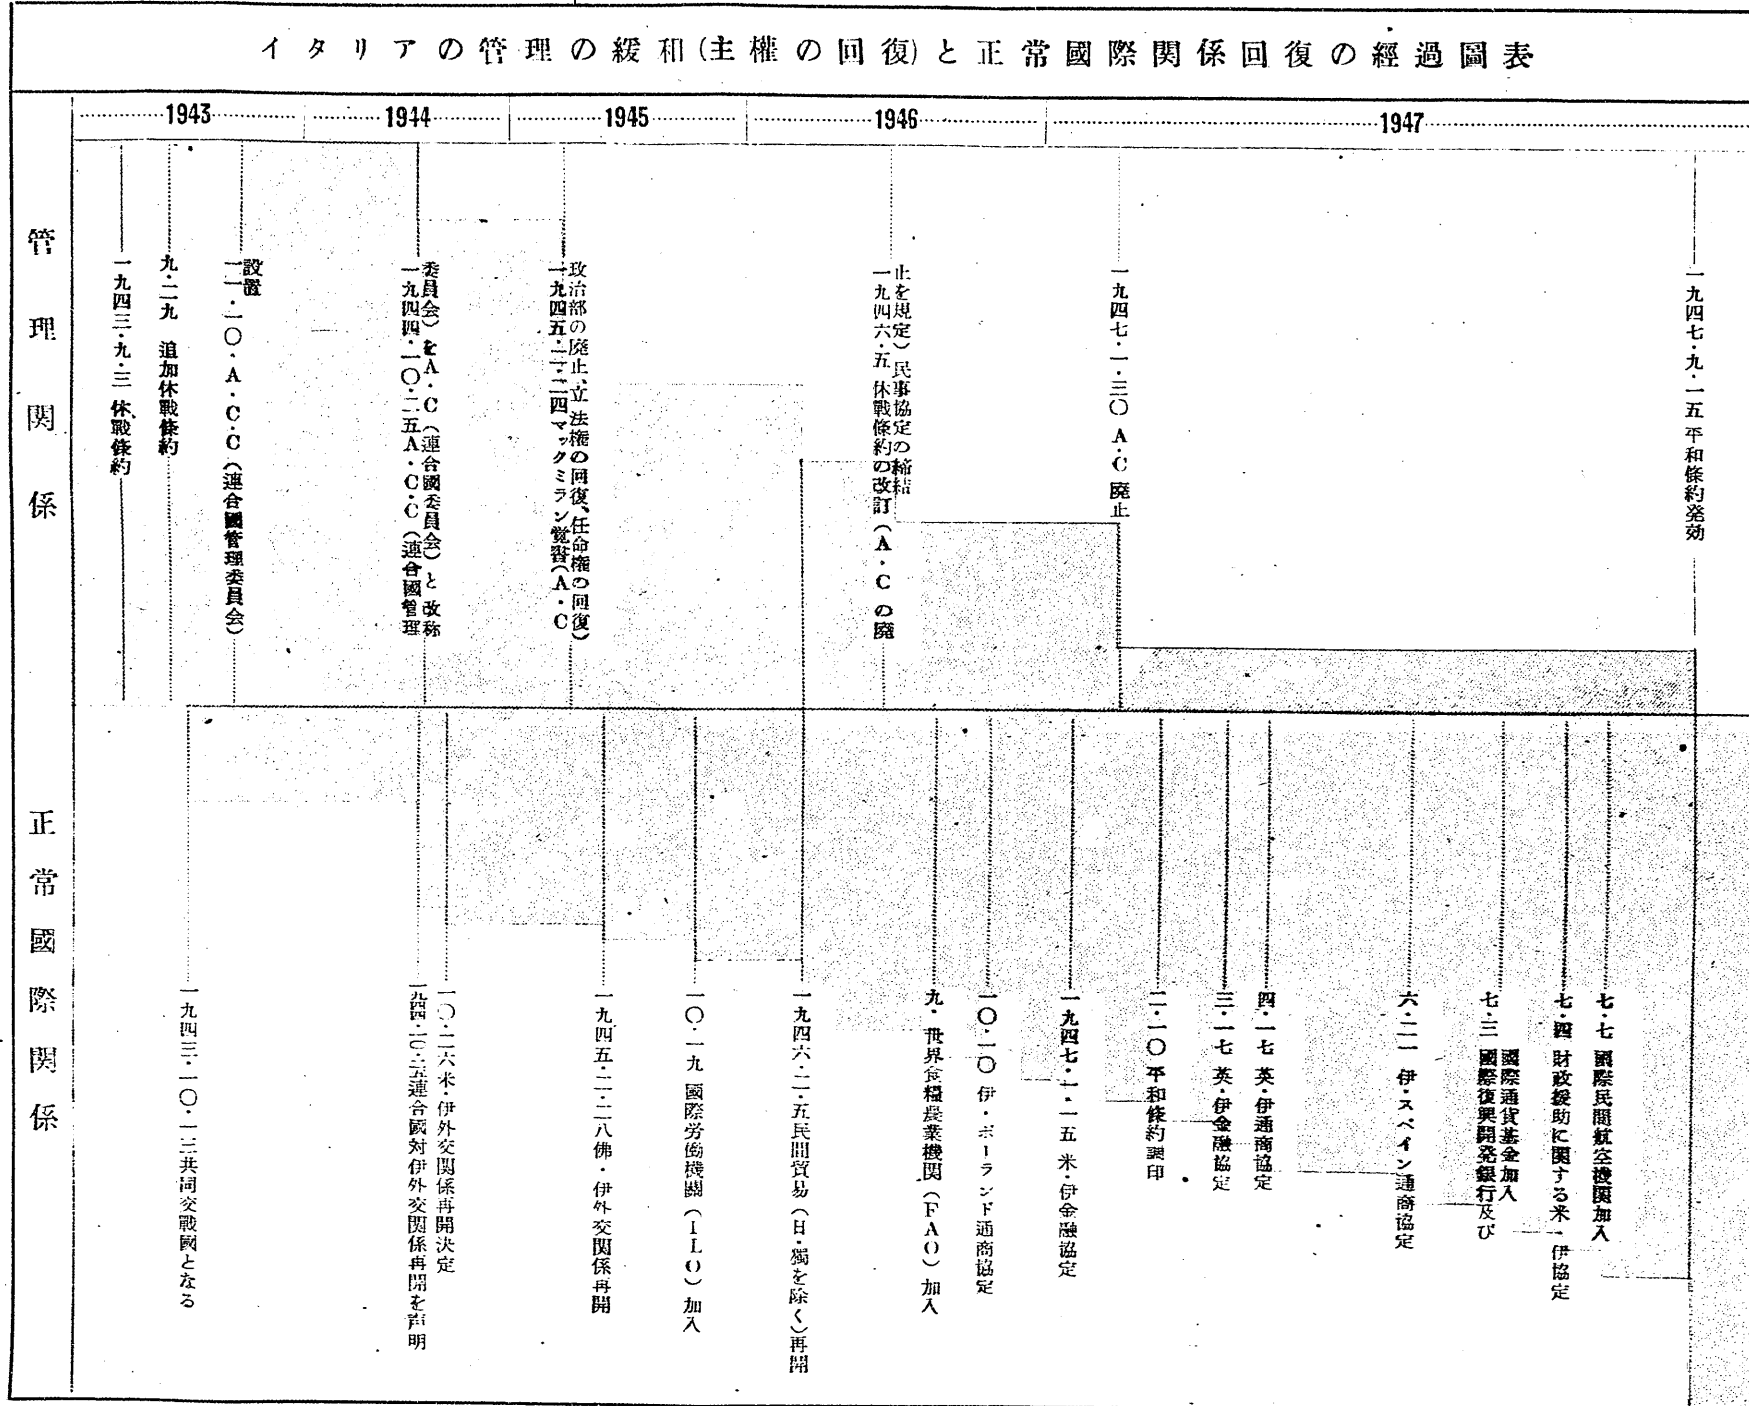 イタリアの管理の緩和(主權の回復)と正常國際関係回復の經過圖表
1943
1944
1945
1946
1947
管理関係
一九四三・九・三 休戰條約
九・二九 追加休戰條約
一一・一〇・A・C・C(連合國管理委員会)
設置
一九四四・一〇・二五A・C・C(連合國管理
委員会)をA・C(連合國委員会)と改称
一九四五・二・二四マックミラン覚書(A・C
政治部の廃止、立法権の回復、任命権の回復)
一九四六・五 休戰條約の改訂(A・Cの廃
止を規定)民事協定の締結
一九四七・一・三〇 A・C 廃止
一九四七・九・一五平和條約発効
正常國際関係
一九四三・一〇・一三共同交戰國となる
一九四四・一〇・二五連合國対伊外交関係再開を声明
一〇・二六米・伊外交関係再開決定
一九四五・二・二八佛・伊外交関係再開
一〇・一九 國際労働機關(ILO)加入
一九四六・二・五民間貿易(日・獨を除く)再開
九・世界食糧農業機関(FAO)加入
一〇・一〇 伊・ポーランド通商協定
一九四七・一・一五 米・伊金融協定
二・一〇平和條約調印
三・一七 英・伊金融協定
四・一七 英・伊通商協定
六・二一 伊・スペイン通商協定
七・三 國際復興開発銀行及び
國際通貨基金加入
七・四 財政援助に関する米・伊協定
七・七 國際民間航空機関加入